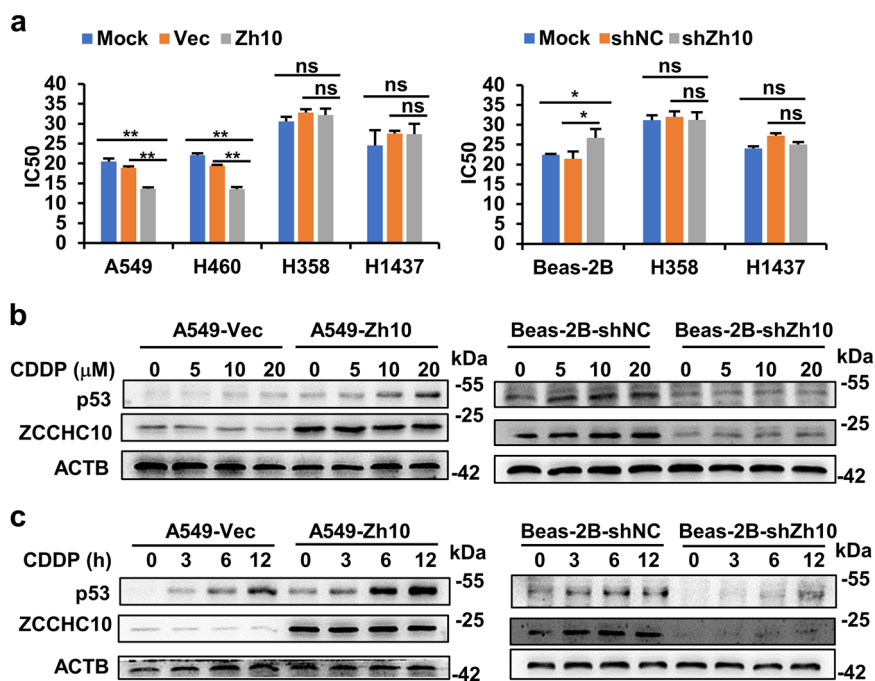 a
Mock Vec Zh10
IC50
40
35
30
25
20
15
10
5
0
** ** ** ** ns ns ns ns
A549 H460 H358 H1437
Mock shNC shZh10
IC50
40
35
30
25
20
15
10
5
0
* * ns ns ns ns
Beas-2B H358 H1437
b
A549-Vec A549-Zh10 Beas-2B-shNC Beas-2B-shZh10
CDDP (μM) 0 5 10 20 0 5 10 20 kDa 0 5 10 20 0 5 10 20 kDa
p53 -55 -55
ZCCHC10 -25 -25
ACTB -42 -42
c
A549-Vec A549-Zh10 Beas-2B-shNC Beas-2B-shZh10
CDDP (h) 0 3 6 12 0 3 6 12 kDa 0 3 6 12 0 3 6 12 kDa
p53 -55 -55
ZCCHC10 -25 -25
ACTB -42 -42